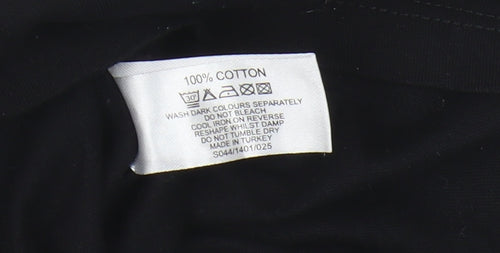 100% COTTON
30°
WASH DARK COLOURS SEPARATELY
DO NOT BLEACH
COOL IRON ON REVERSE
RESHAPE WHILST DAMP
DO NOT TUMBLE DRY
MADE IN TURKEY
S044/1401/025